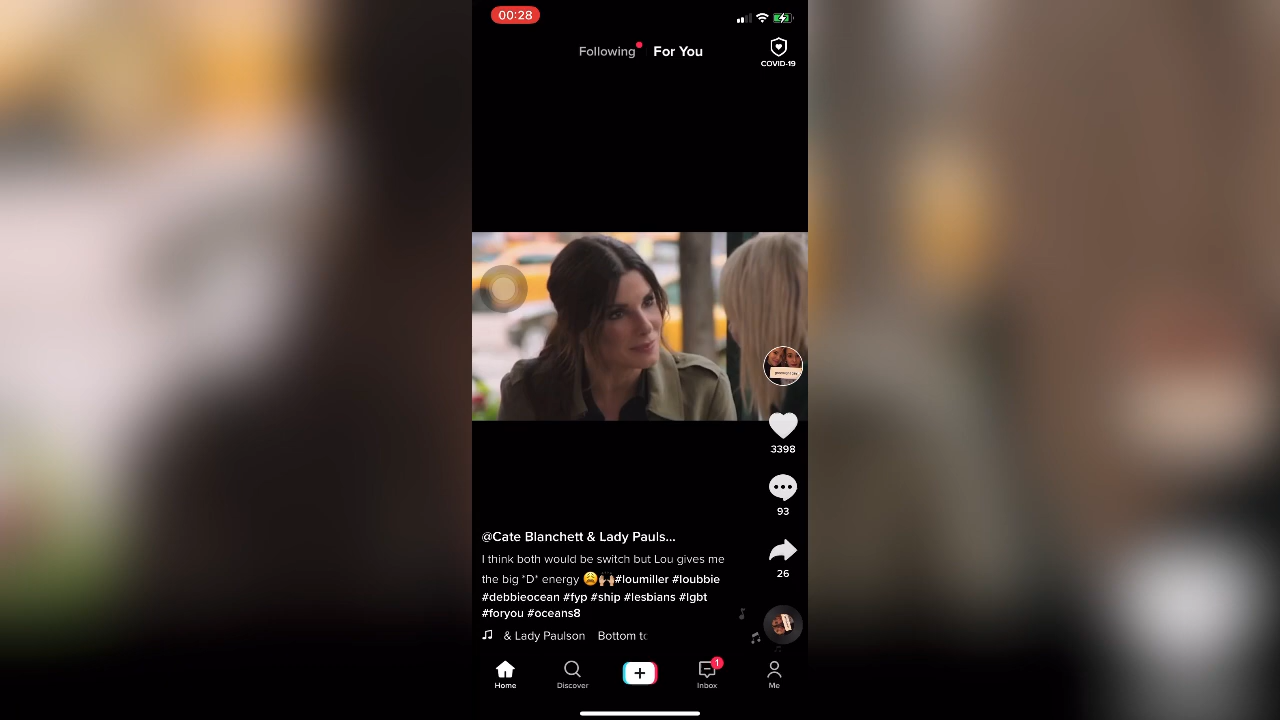 00:28
Following For You
COVID-19
3398
93
26
@Cate Blanchett & Lady Pauls...
I think both would be switch but Lou gives me
the big *D* energy 😩🙌🏼#loumiller #loubbie
#debbieocean #fyp #ship #lesbians #lgbt
#foryou #oceans8
& Lady Paulson Bottom to
Home Discover Inbox 1 Me